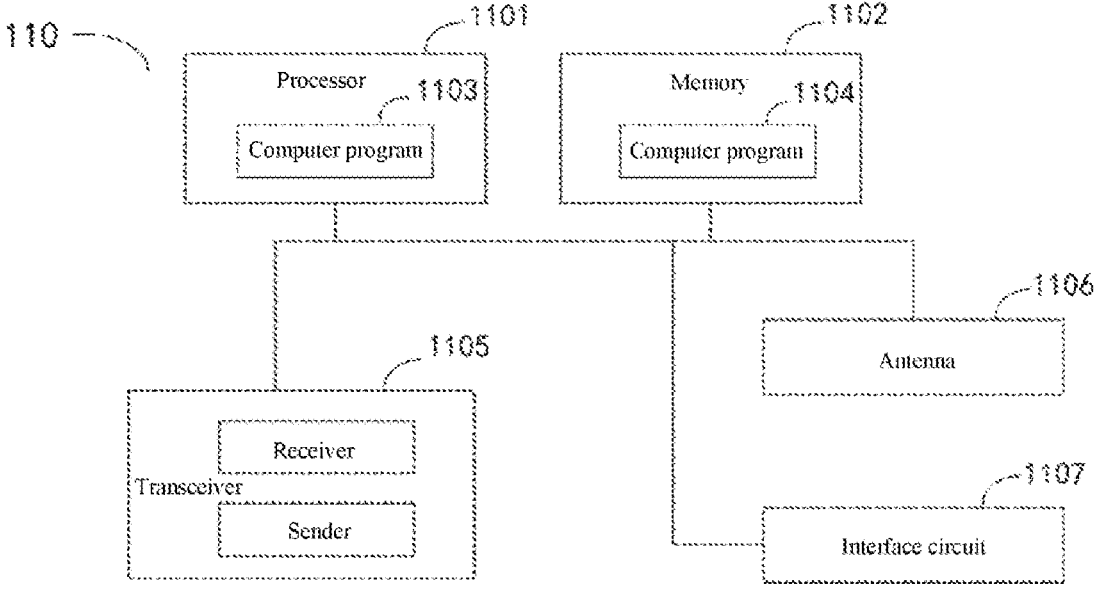 110
1101
1102
Processor
Memory
1103
1104
Computer program
Computer program
1106
Antenna
1105
Receiver
Transceiver
Sender
1107
Interface circuit